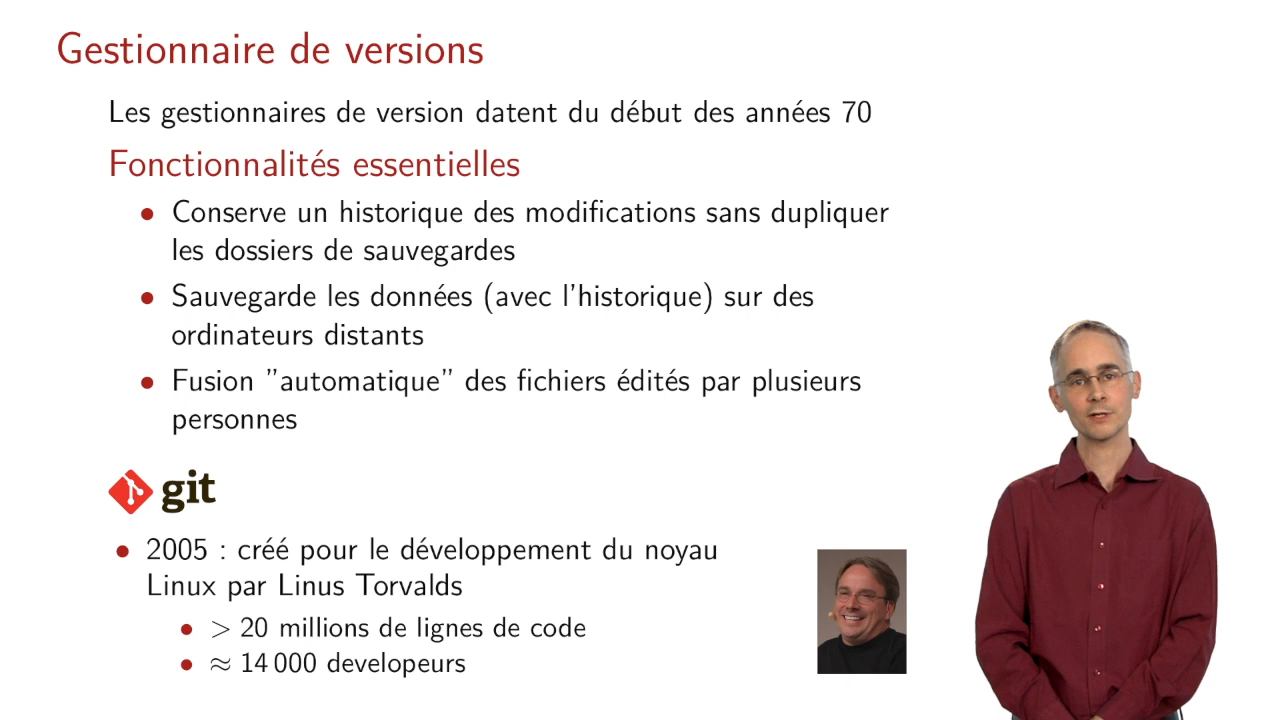 Gestionnaire de versions
Les gestionnaires de version datent du début des années 70
Fonctionnalités essentielles
• Conserve un historique des modifications sans dupliquer
les dossiers de sauvegardes
• Sauvegarde les données (avec l'historique) sur des
ordinateurs distants
• Fusion ”automatique” des fichiers édités par plusieurs
personnes
git
• 2005 : créé pour le développement du noyau
Linux par Linus Torvalds
• > 20 millions de lignes de code
• ≈ 14 000 developeurs